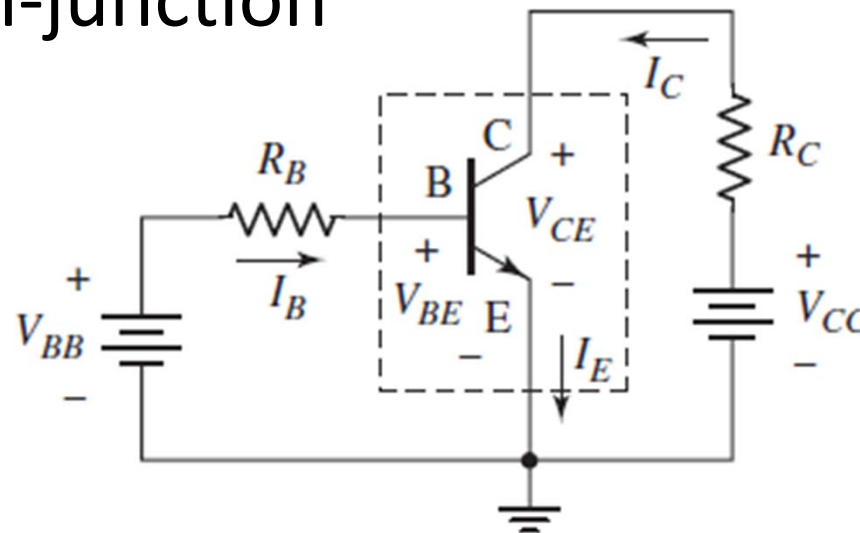 -junction
I_C
R_C
C
+
R_B
B
V_CE
+
+
+
I_B
V_BE
E
−
V_CC
V_BB
−
I_E
−
−